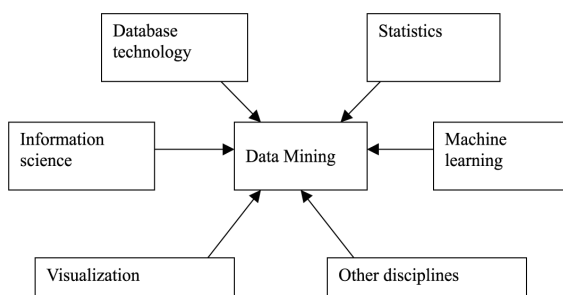 Database
technology
Statistics
Information
science
Data Mining
Machine
learning
Visualization
Other disciplines